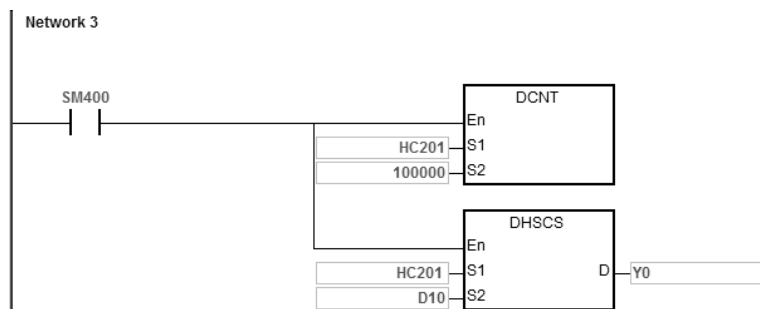 Network 3
SM400
DCNT
En
HC201 S1
100000 S2
DHSCS
En
HC201 S1 D Y0
D10 S2